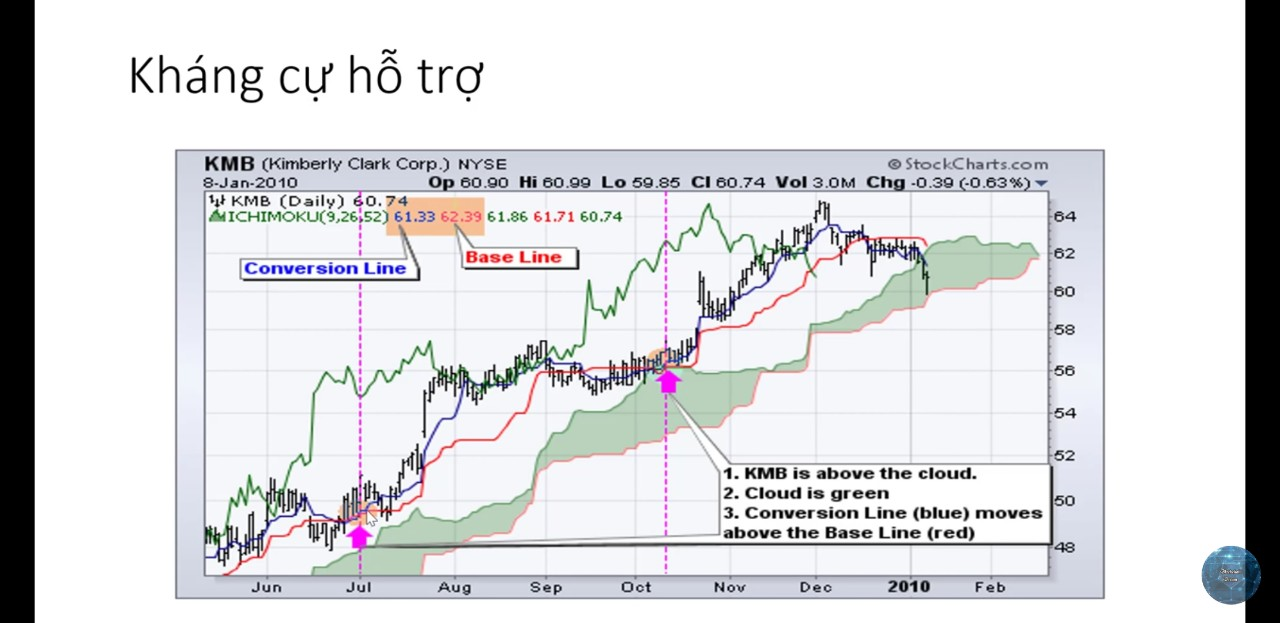 Kháng cự hỗ trợ
KMB (Kimberly Clark Corp.) NYSE
© StockCharts.com
8-Jan-2010
Op 60.90 Hi 60.99 Lo 59.85 Cl 60.74 Vol 3.0M Chg -0.39 (-0.63%)
KMB (Daily) 60.74
ICHIMOKU(9,26,52) 61.33 62.39 61.86 61.71 60.74
Conversion Line
Base Line
64
62
60
58
56
54
52
50
48
1. KMB is above the cloud.
2. Cloud is green
3. Conversion Line (blue) moves
above the Base Line (red)
Jun Jul Aug Sep Oct Nov Dec 2010 Feb